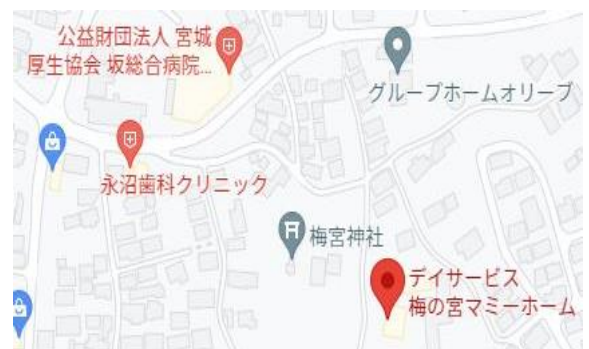 公益財団法人 宮城
厚生協会 坂総合病院...
グループホームオリーブ
永沼歯科クリニック
梅宮神社
デイサービス
梅の宮マミーホーム